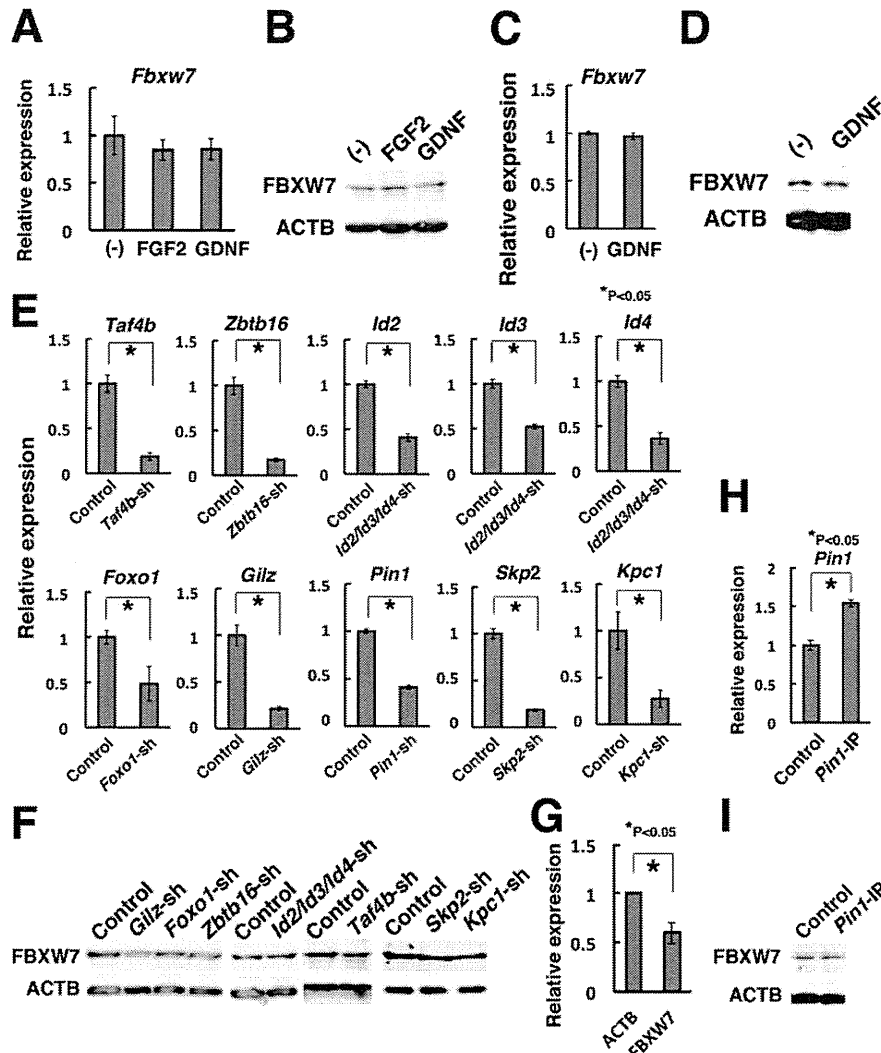 A
Fbxw7
Relative expression
1.5
1
0.5
0
(-) FGF2 GDNF
B
(-) FGF2 GDNF
FBXW7
ACTB
C
Fbxw7
Relative expression
1.5
1
0.5
0
(-) GDNF
D
(-) GDNF
FBXW7
ACTB
E
Relative expression
Taf4b
1.5
1
0.5
0
*
Control Taf4b-sh
Zbtb16
1.5
1
0.5
0
*
Control Zbtb16-sh
Id2
1.5
1
0.5
0
*
Control Id2/Id3/Id4-sh
Id3
1.5
1
0.5
0
*
Control Id2/Id3/Id4-sh
*P<0.05
Id4
1.5
1
0.5
0
*
Control Id2/Id3/Id4-sh
Foxo1
1.5
1
0.5
0
*
Control Foxo1-sh
Gilz
1.5
1
0.5
0
*
Control Gilz-sh
Pin1
1.5
1
0.5
0
*
Control Pin1-sh
Skp2
1.5
1
0.5
0
*
Control Skp2-sh
Kpc1
1.5
1
0.5
0
*
Control Kpc1-sh
H
*P<0.05
Pin1
Relative expression
2
1.5
1
0.5
0
*
Control Pin1-IP
F
Control Gilz-sh Foxo1-sh Zbtb16-sh Control Id2/Id3/Id4-sh Control Taf4b-sh Control Skp2-sh Kpc1-sh
FBXW7
ACTB
G
*P<0.05
Relative expression
1.5
1
0.5
0
*
ACTB FBXW7
I
Control Pin1-IP
FBXW7
ACTB